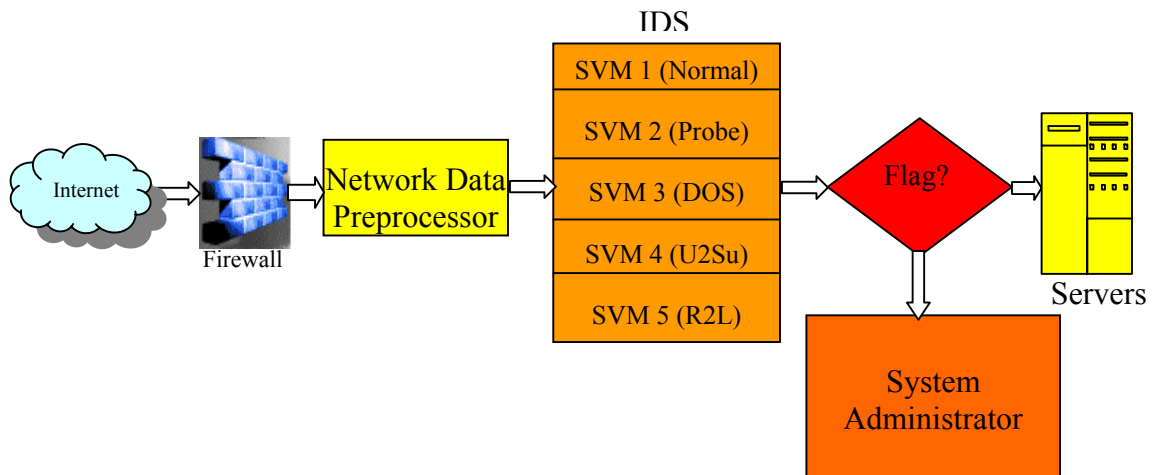 IDS
Internet
Firewall
Network Data
Preprocessor
SVM 1 (Normal)
SVM 2 (Probe)
SVM 3 (DOS)
SVM 4 (U2Su)
SVM 5 (R2L)
Flag?
Servers
System
Administrator